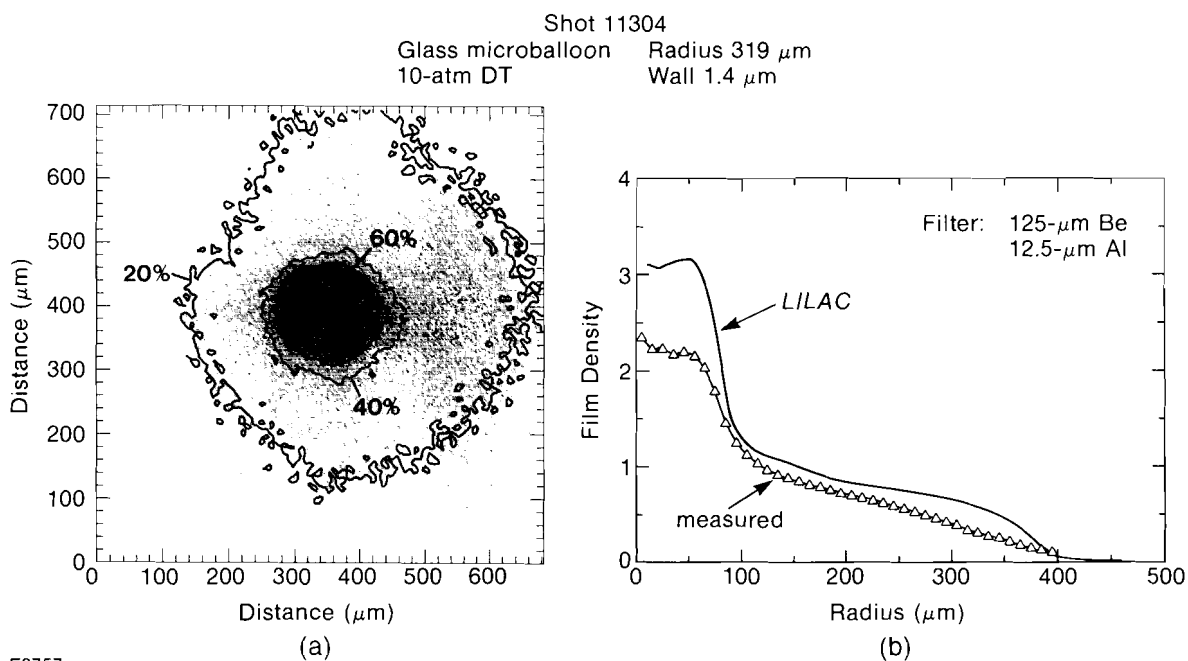 Shot 11304
Glass microballoon Radius 319 μm
10-atm DT Wall 1.4 μm
700
600
500
400
300
200
100
0
Distance (μm)
60%
20%
40%
0 100 200 300 400 500 600
Distance (μm)
(a)
4
3
2
1
0
Film Density
Filter: 125-μm Be
12.5-μm Al
LILAC
measured
0 100 200 300 400 500
Radius (μm)
(b)